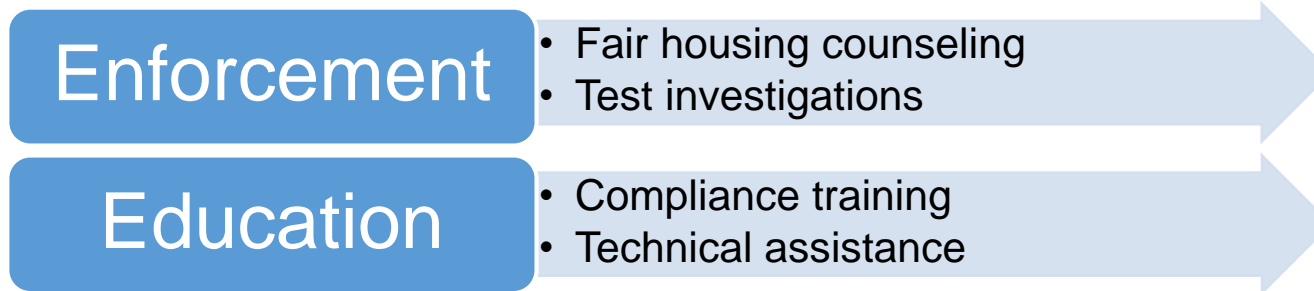 Enforcement
• Fair housing counseling
• Test investigations
Education
• Compliance training
• Technical assistance